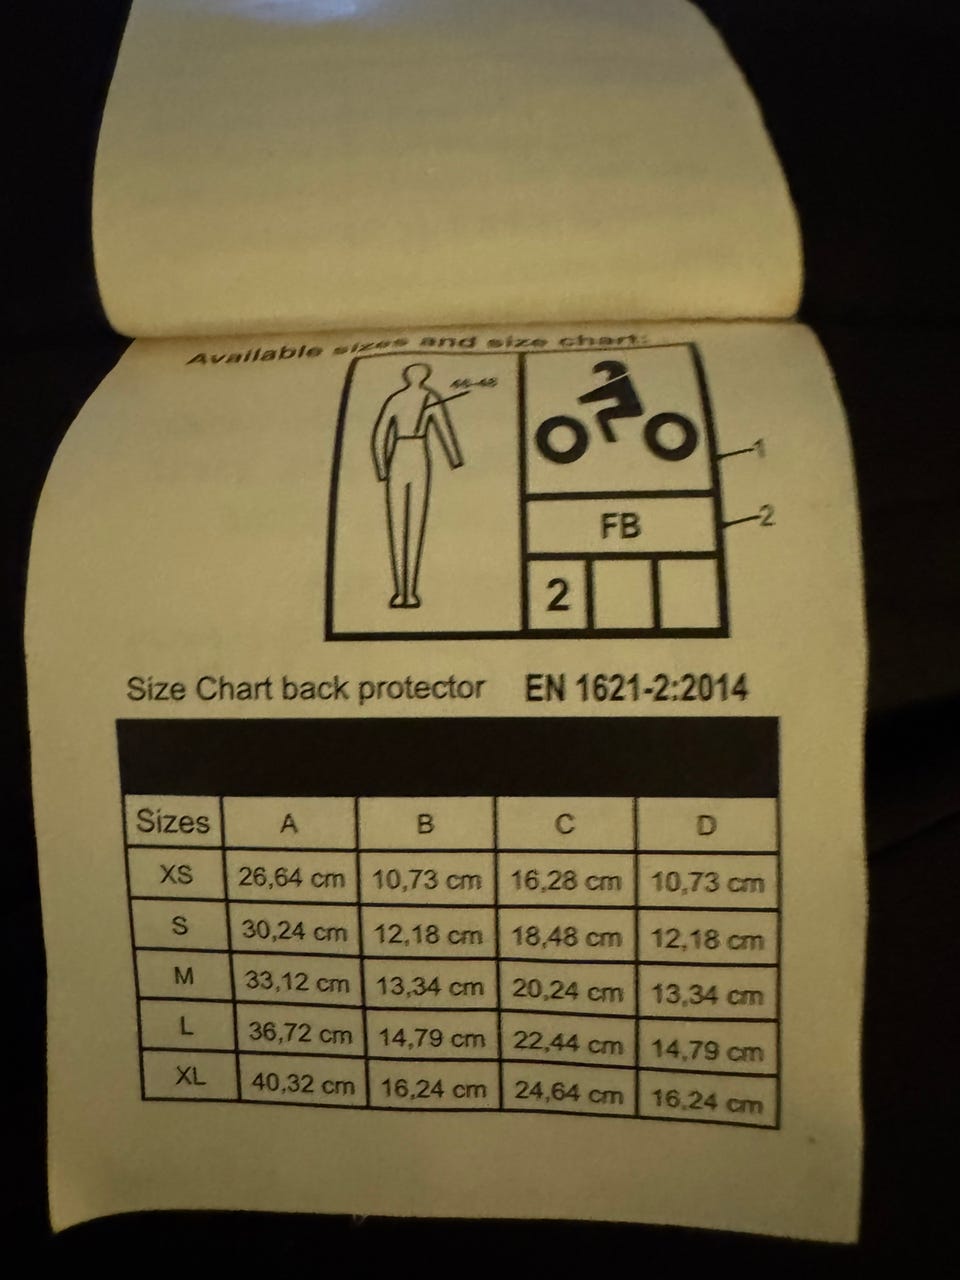 Available sizes and size chart:
44-48
1
FB
2
2
Size Chart back protector EN 1621-2:2014
Sizes A B C D
XS 26,64 cm 10,73 cm 16,28 cm 10,73 cm
S 30,24 cm 12,18 cm 18,48 cm 12,18 cm
M 33,12 cm 13,34 cm 20,24 cm 13,34 cm
L 36,72 cm 14,79 cm 22,44 cm 14,79 cm
XL 40,32 cm 16,24 cm 24,64 cm 16,24 cm